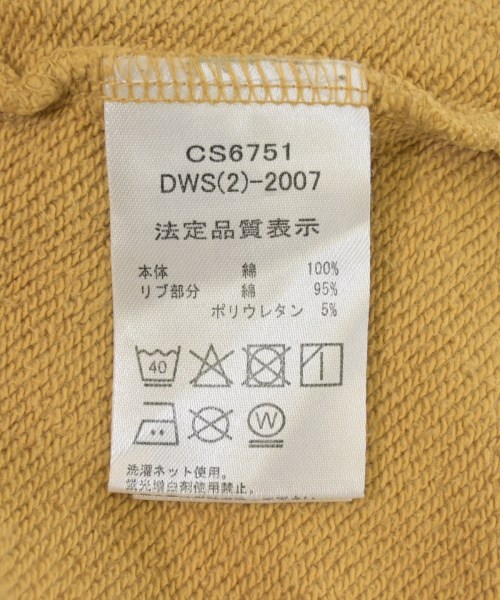 CS6751
DWS(2)-2007
法定品質表示
本体 綿 100%
リブ部分 綿 95%
ポリウレタン 5%
40
W
洗濯ネット使用。
蛍光増白剤使用禁止。